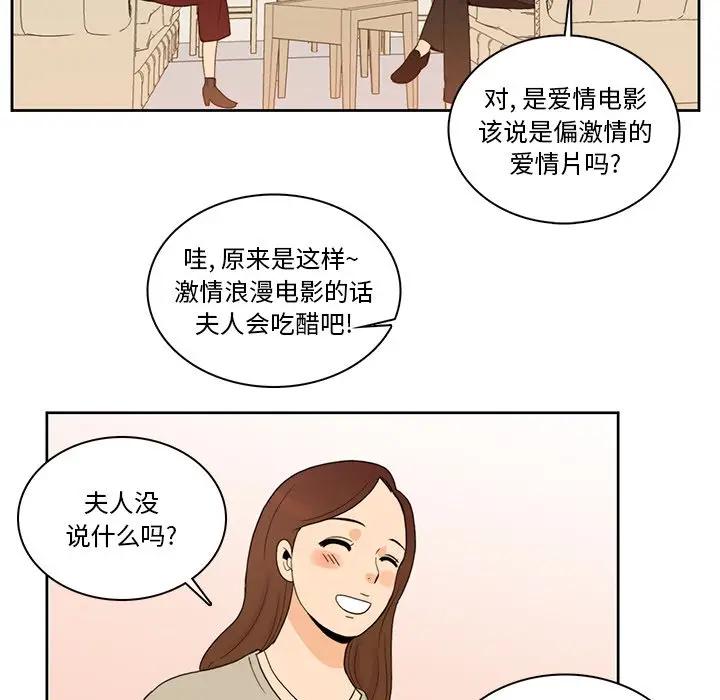 对, 是爱情电影
该说是偏激情的
爱情片吗?
哇, 原来是这样~
激情浪漫电影的话
夫人会吃醋吧!
夫人没
说什么吗?